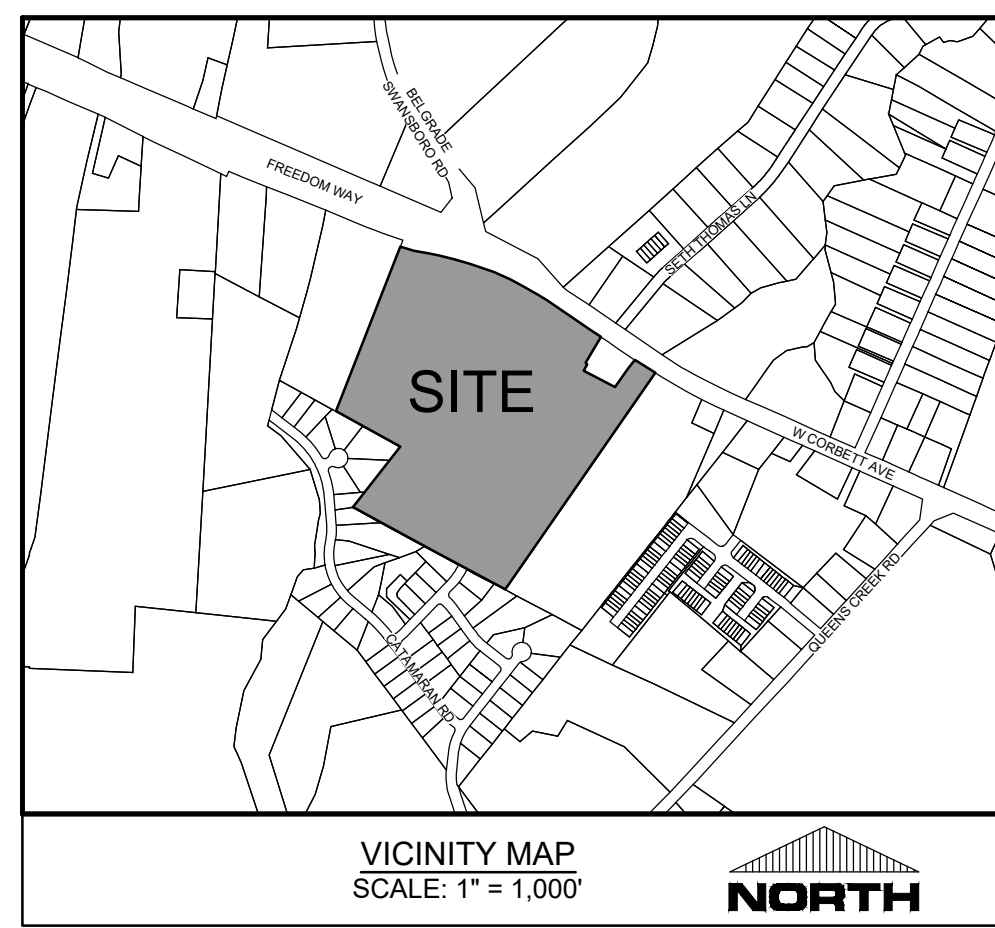 BELGRADE
SWANSBORO RD
FREEDOM WAY
SETH THOMAS LN
SITE
W CORBETT AVE
QUEENS CREEK RD
CATAMARAN RD
VICINITY MAP
SCALE: 1" = 1,000'
NORTH